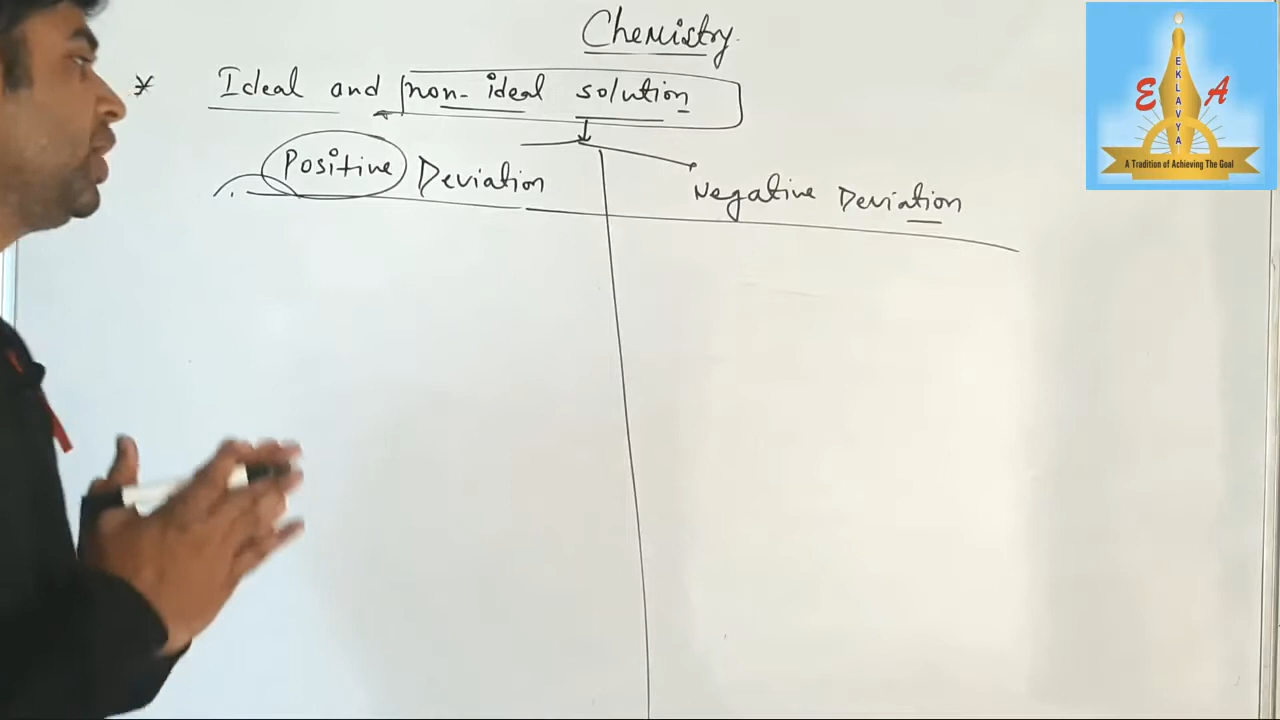 Chemistry.
* Ideal and non-ideal solution
Positive Deviation
Negative Deviation
E EKLAVYA A
A Tradition of Achieving The Goal